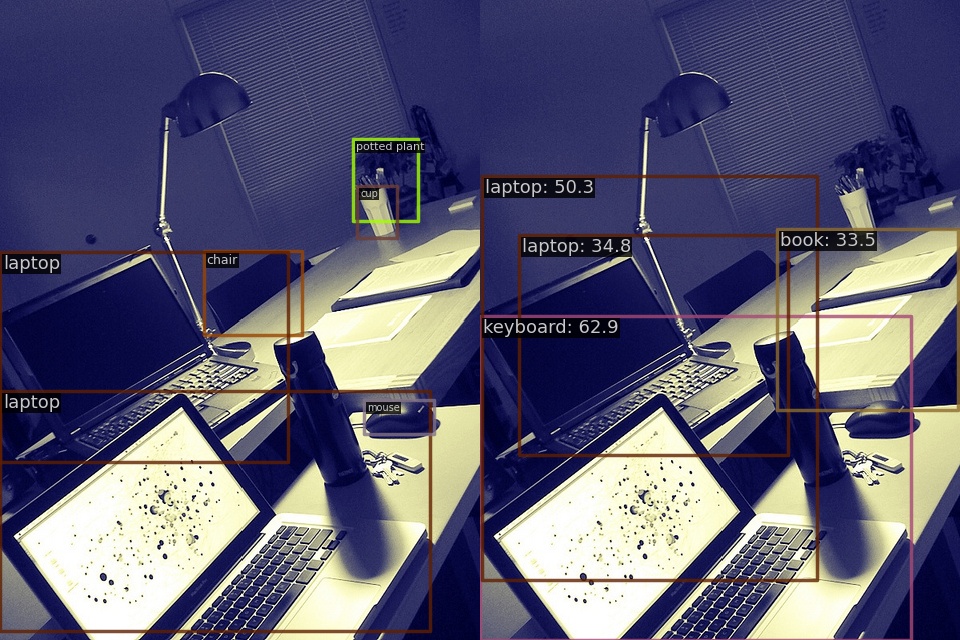 potted plant
cup
laptop
chair
laptop
mouse
laptop: 50.3
laptop: 34.8
book: 33.5
keyboard: 62.9